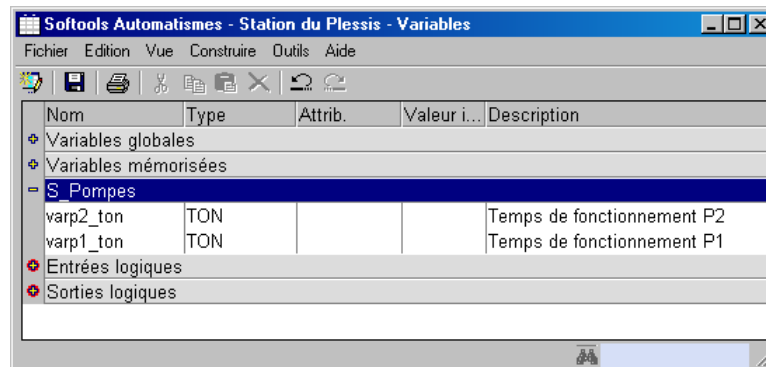 Softools Automatismes - Station du Plessis - Variables
Fichier Edition Vue Construire Outils Aide
Nom Type Attrib. Valeur i... Description
Variables globales
Variables mémorisées
S_Pompes
varp2_ton TON Temps de fonctionnement P2
varp1_ton TON Temps de fonctionnement P1
Entrées logiques
Sorties logiques